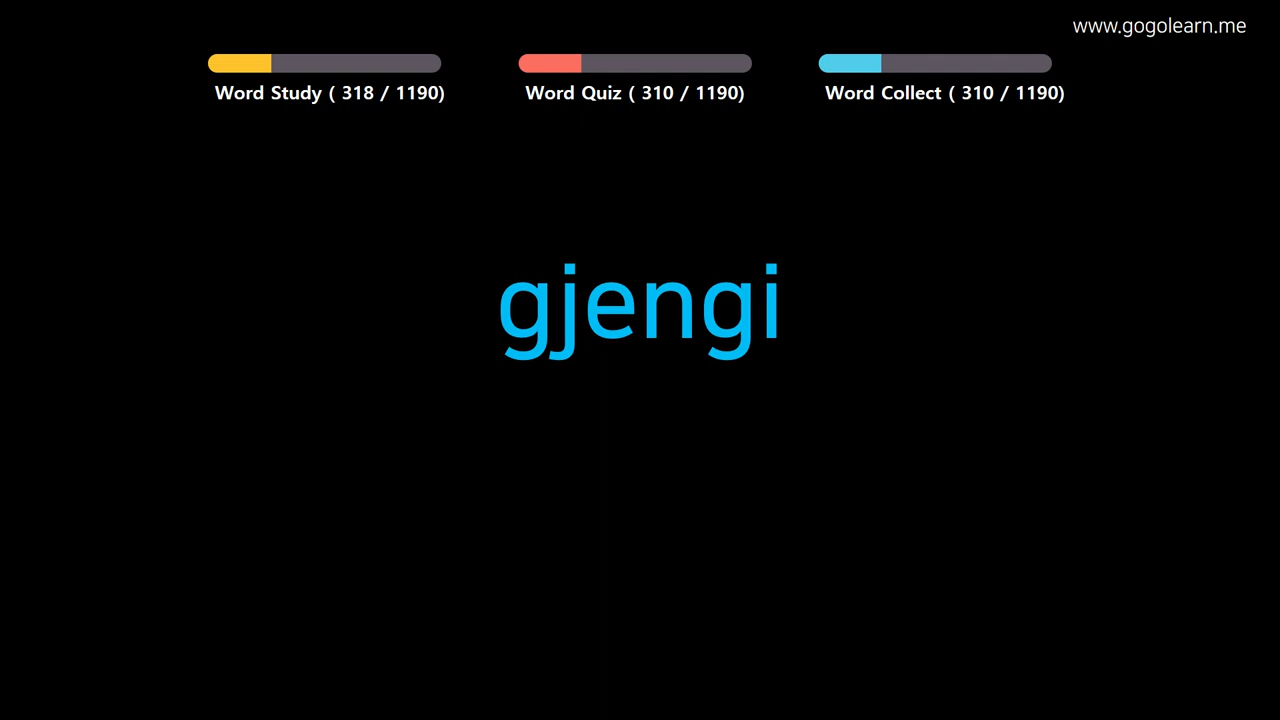 www.gogolearn.me
Word Study ( 318 / 1190)
Word Quiz ( 310 / 1190)
Word Collect ( 310 / 1190)
gjengi